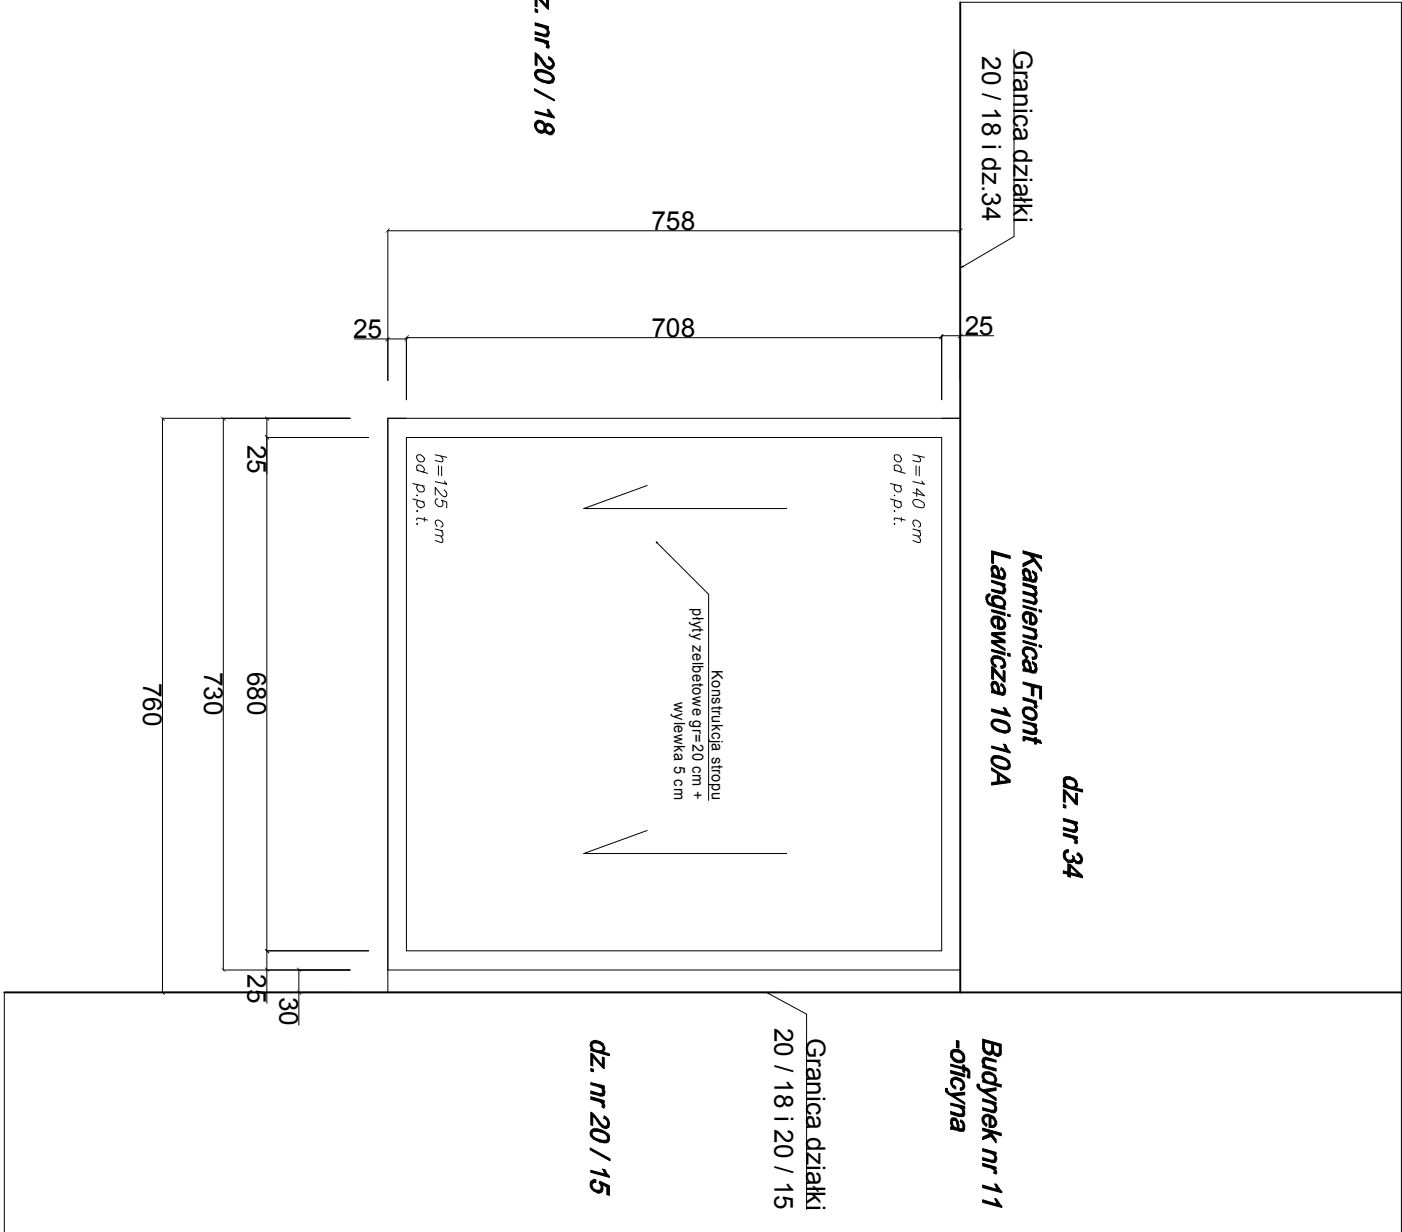 z. nr 20 / 18
Granica działki
20 / 18 i dz.34
758
25
708
25
h=140 cm
od p.p.t.
h=125 cm
od p.p.t.
Kamienica Front
Langiewicza 10 10A
dz. nr 34
Konstrukcja stropu
płyty zelbetowe gr=20 cm +
wylewka 5 cm
25
680
730
760
25
30
Budynek nr 11
-oficyna
Granica działki
20 / 18 i 20 / 15
dz. nr 20 / 15